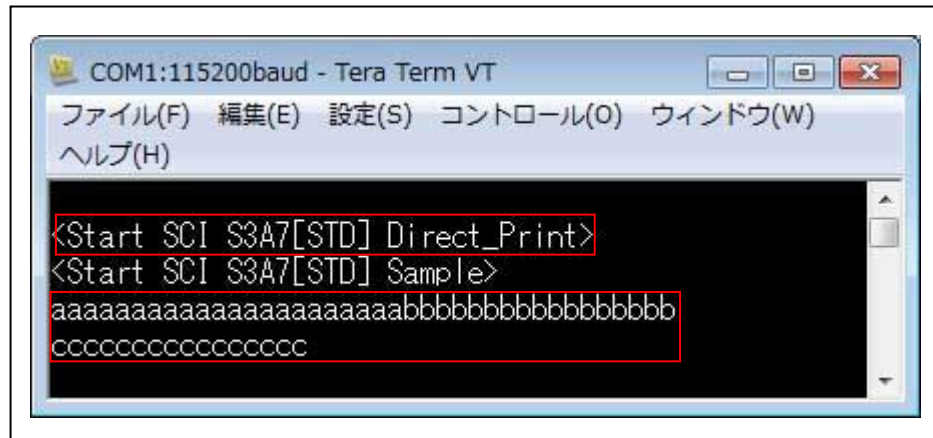 COM1:115200baud - Tera Term VT
ファイル(F) 編集(E) 設定(S) コントロール(O) ウィンドウ(W)
ヘルプ(H)
<Start SCI S3A7[STD] Direct_Print>
<Start SCI S3A7[STD] Sample>
aaaaaaaaaaaaaaaaaaaaaabbbbbbbbbbbbbbbbb
cccccccccccccccc